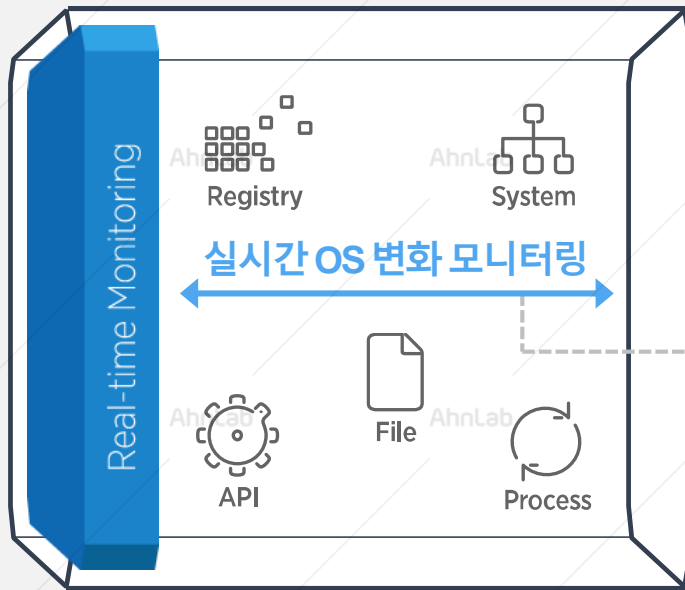 Real-time Monitoring
AhnLab
AhnLab
Registry
System
실시간 OS 변화 모니터링
AhnLab
AhnLab
File
API
Process